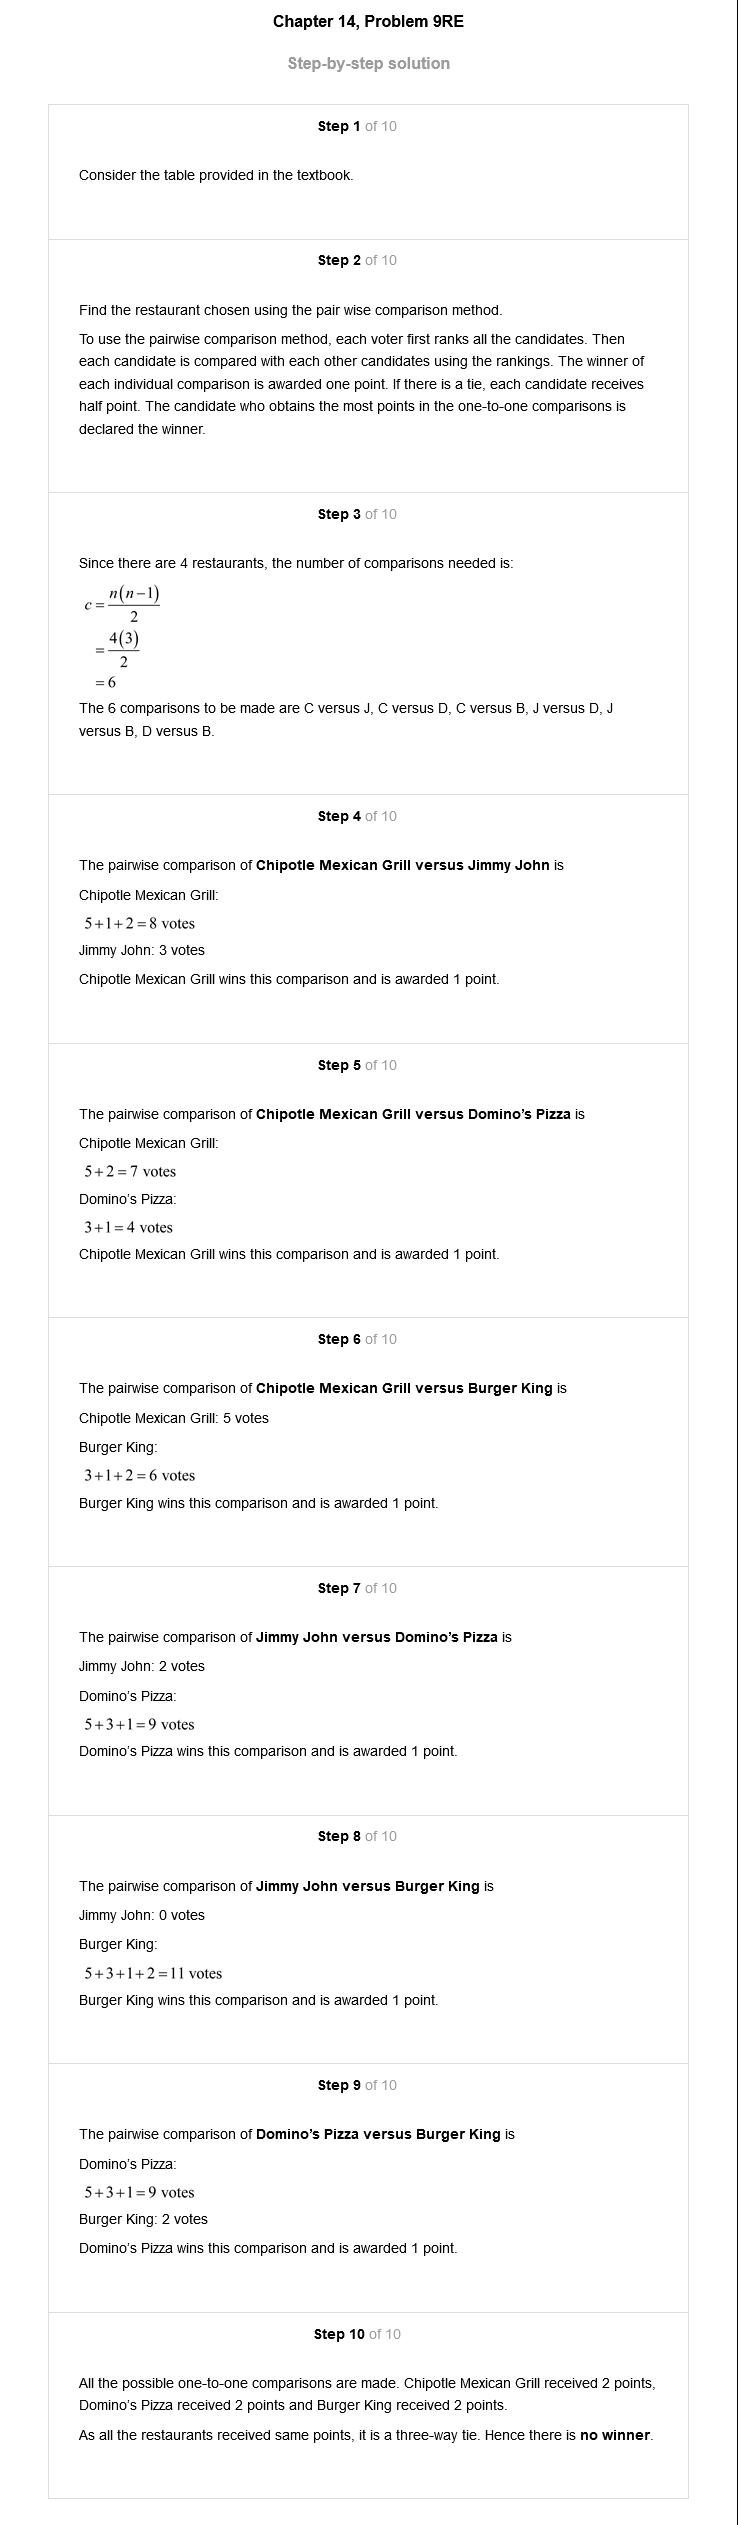 Chapter 14, Problem 9RE
Step-by-step solution
Step 1 of 10
Consider the table provided in the textbook.
Step 2 of 10
Find the restaurant chosen using the pair wise comparison method.
To use the pairwise comparison method, each voter first ranks all the candidates. Then
each candidate is compared with each other candidates using the rankings. The winner of
each individual comparison is awarded one point. If there is a tie, each candidate receives
half point. The candidate who obtains the most points in the one-to-one comparisons is
declared the winner.
Step 3 of 10
Since there are 4 restaurants, the number of comparisons needed is:
c = n(n−1)/2
= 4(3)/2
= 6
The 6 comparisons to be made are C versus J, C versus D, C versus B, J versus D, J
versus B, D versus B.
Step 4 of 10
The pairwise comparison of Chipotle Mexican Grill versus Jimmy John is
Chipotle Mexican Grill:
5+1+2=8 votes
Jimmy John: 3 votes
Chipotle Mexican Grill wins this comparison and is awarded 1 point.
Step 5 of 10
The pairwise comparison of Chipotle Mexican Grill versus Domino’s Pizza is
Chipotle Mexican Grill:
5+2=7 votes
Domino’s Pizza:
3+1=4 votes
Chipotle Mexican Grill wins this comparison and is awarded 1 point.
Step 6 of 10
The pairwise comparison of Chipotle Mexican Grill versus Burger King is
Chipotle Mexican Grill: 5 votes
Burger King:
3+1+2=6 votes
Burger King wins this comparison and is awarded 1 point.
Step 7 of 10
The pairwise comparison of Jimmy John versus Domino’s Pizza is
Jimmy John: 2 votes
Domino’s Pizza:
5+3+1=9 votes
Domino’s Pizza wins this comparison and is awarded 1 point.
Step 8 of 10
The pairwise comparison of Jimmy John versus Burger King is
Jimmy John: 0 votes
Burger King:
5+3+1+2=11 votes
Burger King wins this comparison and is awarded 1 point.
Step 9 of 10
The pairwise comparison of Domino’s Pizza versus Burger King is
Domino’s Pizza:
5+3+1=9 votes
Burger King: 2 votes
Domino’s Pizza wins this comparison and is awarded 1 point.
Step 10 of 10
All the possible one-to-one comparisons are made. Chipotle Mexican Grill received 2 points,
Domino’s Pizza received 2 points and Burger King received 2 points.
As all the restaurants received same points, it is a three-way tie. Hence there is no winner.